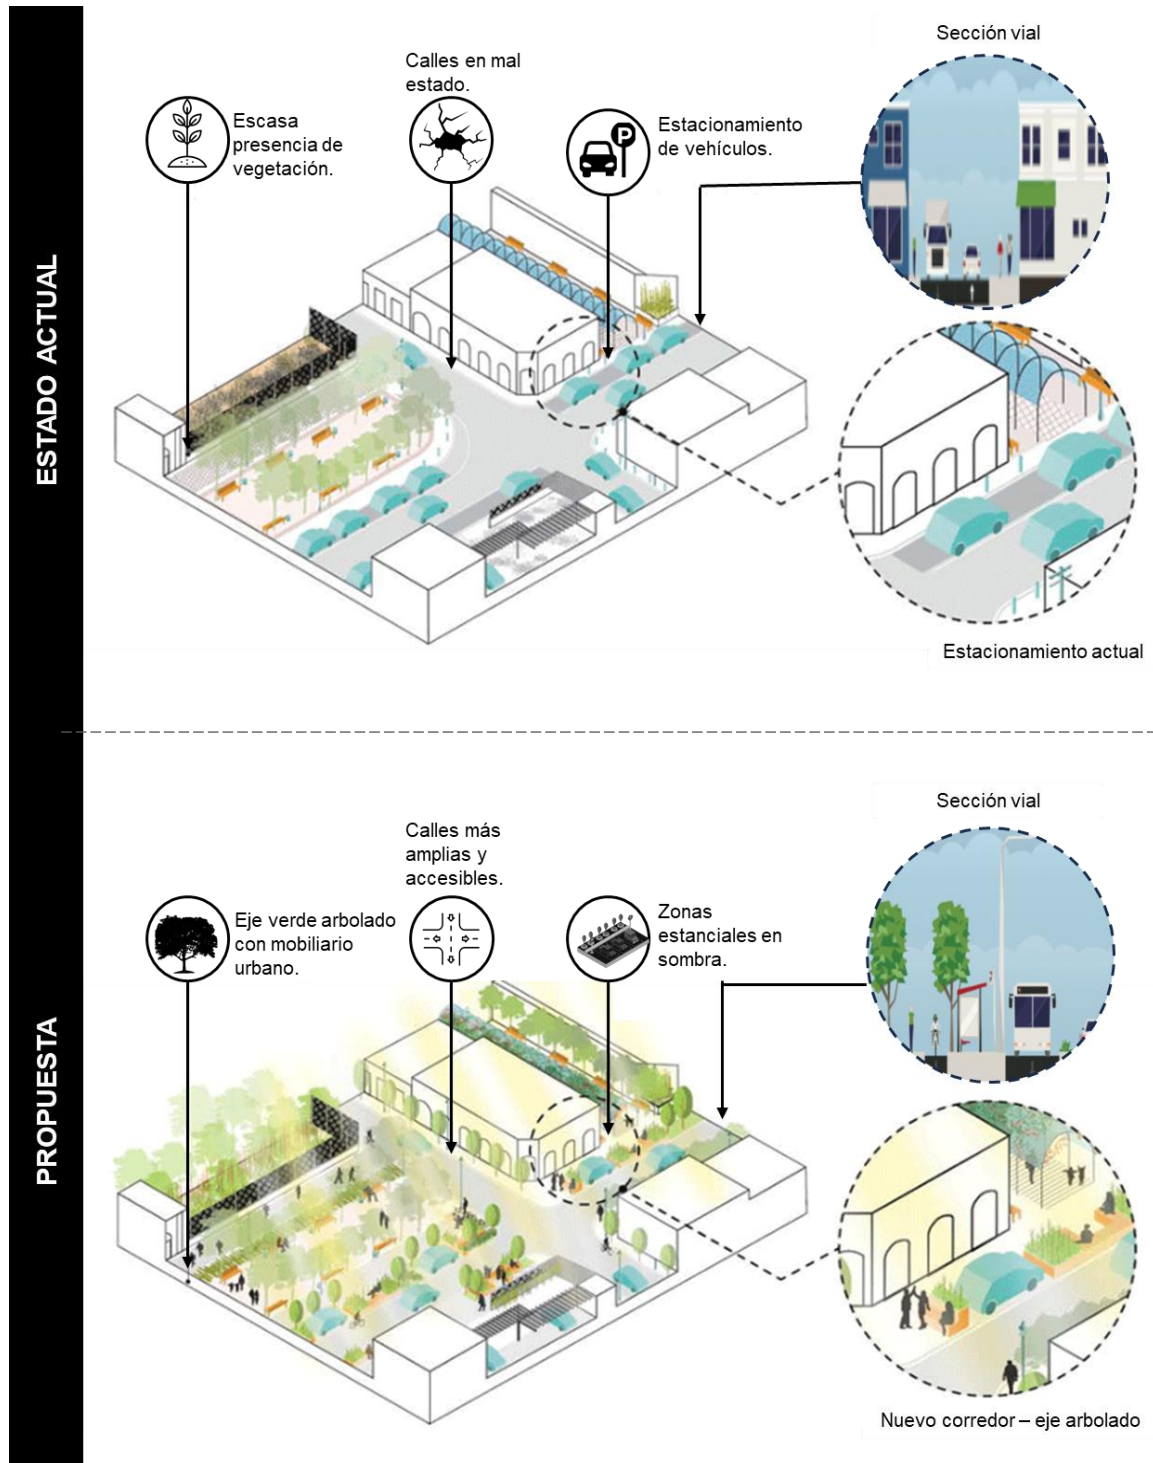 ESTADO ACTUAL
Escasa
presencia de
vegetación.
Calles en mal
estado.
P
Estacionamiento
de vehículos.
Sección vial
Estacionamiento actual
PROPUESTA
Eje verde arbolado
con mobiliario
urbano.
Calles más
amplias y
accesibles.
Zonas
estanciales en
sombra.
Sección vial
Nuevo corredor – eje arbolado